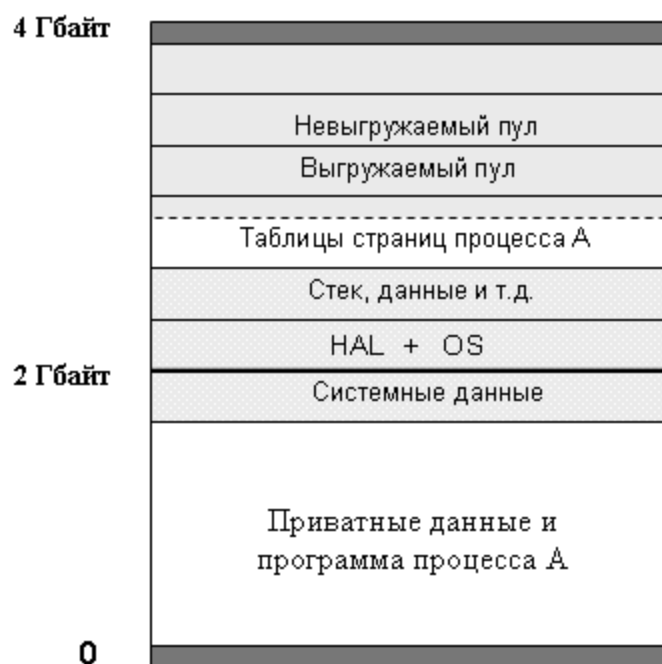 4 Гбайт
Невыгружаемый пул
Выгружаемый пул
Таблицы страниц процесса А
Стек, данные и т.д.
HAL + OS
2 Гбайт
Системные данные
Приватные данные и
программа процесса А
0